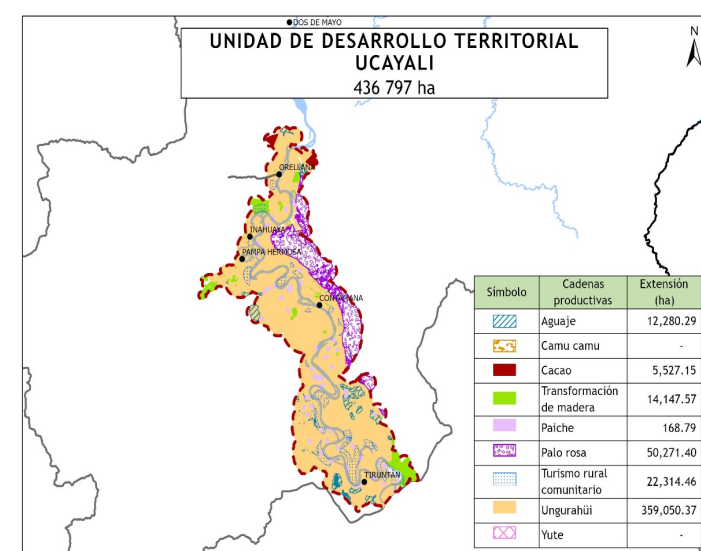 DOS DE MAYO
UNIDAD DE DESARROLLO TERRITORIAL
UCAYALI
436 797 ha
N
ORELLANA
INAHUAYA
PAMPA HERMOSA
CONTAMANA
TIRUNTAN
Símbolo Cadenas productivas Extensión (ha)
Aguaje 12,280.29
Camu camu -
Cacao 5,527.15
Transformación de madera 14,147.57
Paiche 168.79
Palo rosa 50,271.40
Turismo rural comunitario 22,314.46
Ungurahüi 359,050.37
Yute -